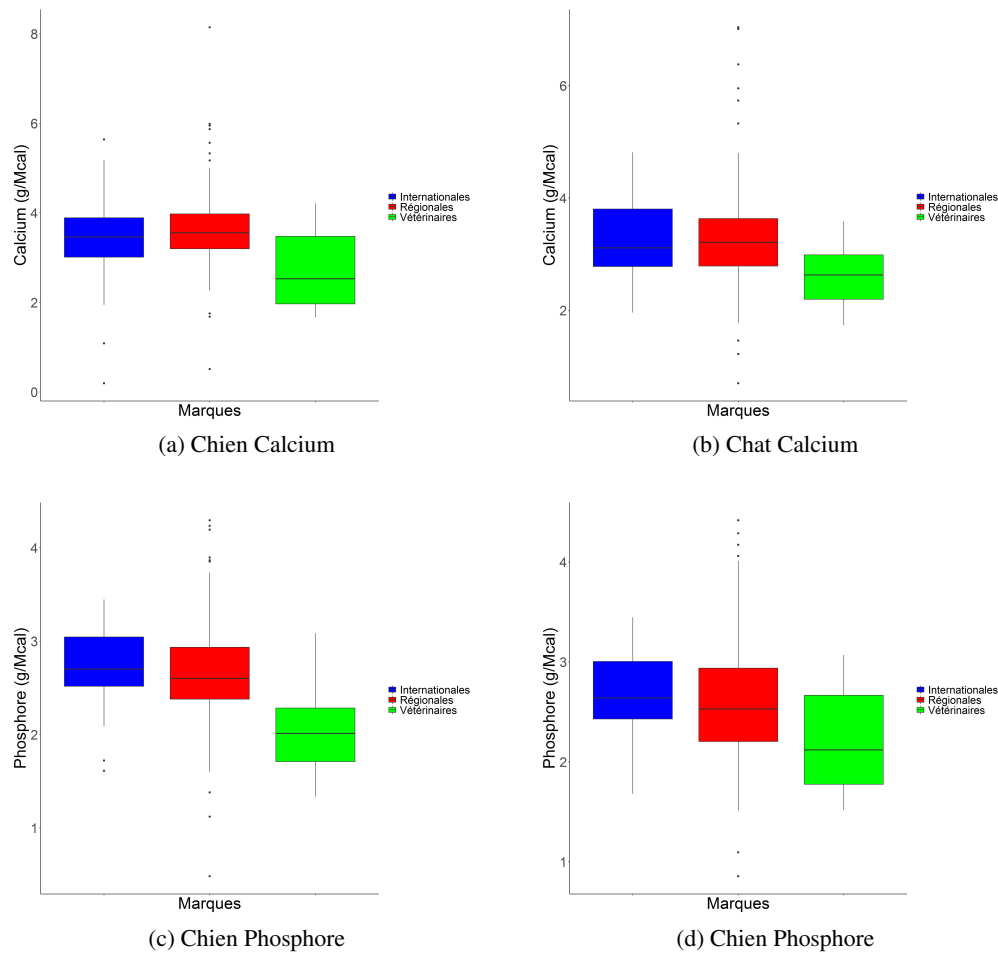 8
6
4
2
0
Calcium (g/Mcal)
Marques
Internationales
Régionales
Vétérinaires
(a) Chien Calcium
6
4
2
Calcium (g/Mcal)
Marques
Internationales
Régionales
Vétérinaires
(b) Chat Calcium
4
3
2
1
Phosphore (g/Mcal)
Marques
Internationales
Régionales
Vétérinaires
(c) Chien Phosphore
4
3
2
1
Phosphore (g/Mcal)
Marques
Internationales
Régionales
Vétérinaires
(d) Chien Phosphore